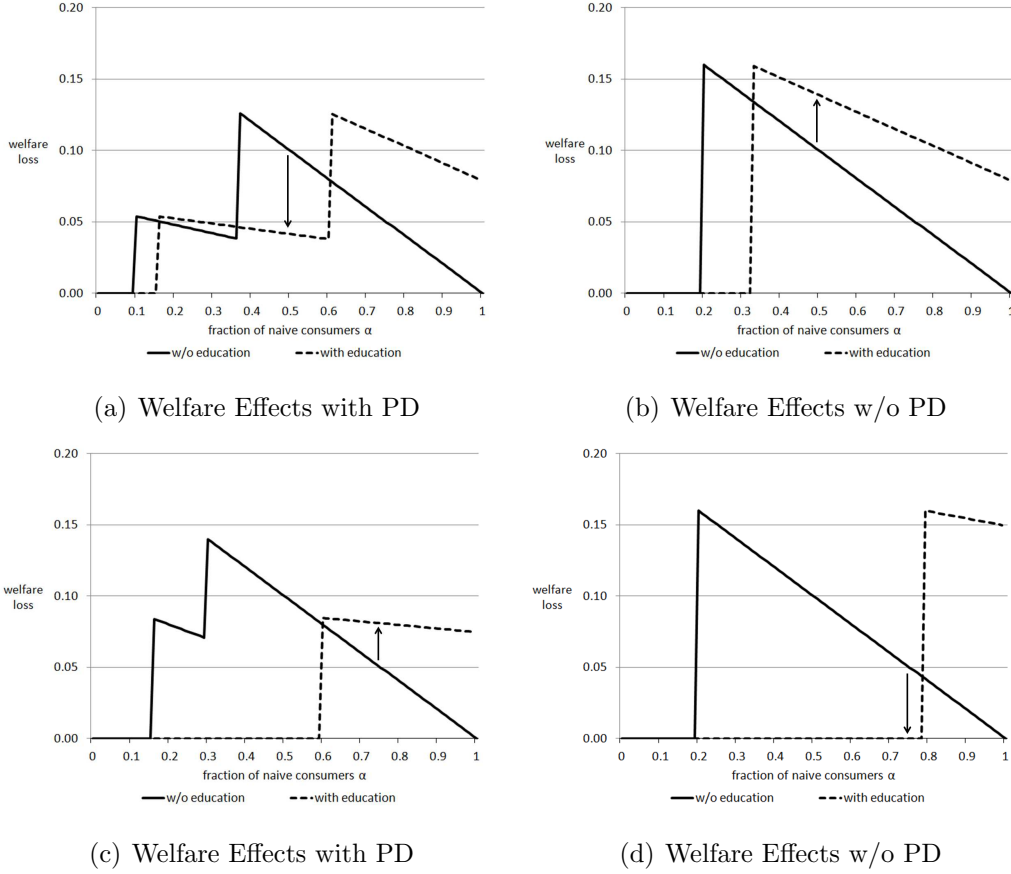 0.20
0.15
0.10
0.05
0.00
welfare
loss
0 0.1 0.2 0.3 0.4 0.5 0.6 0.7 0.8 0.9 1
fraction of naive consumers α
w/o education with education
(a) Welfare Effects with PD
0.20
0.15
0.10
0.05
0.00
welfare
loss
0 0.1 0.2 0.3 0.4 0.5 0.6 0.7 0.8 0.9 1
fraction of naive consumers α
w/o education with education
(b) Welfare Effects w/o PD
0.20
0.15
0.10
0.05
0.00
welfare
loss
0 0.1 0.2 0.3 0.4 0.5 0.6 0.7 0.8 0.9 1
fraction of naive consumers α
w/o education with education
(c) Welfare Effects with PD
0.20
0.15
0.10
0.05
0.00
welfare
loss
0 0.1 0.2 0.3 0.4 0.5 0.6 0.7 0.8 0.9 1
fraction of naive consumers α
w/o education with education
(d) Welfare Effects w/o PD